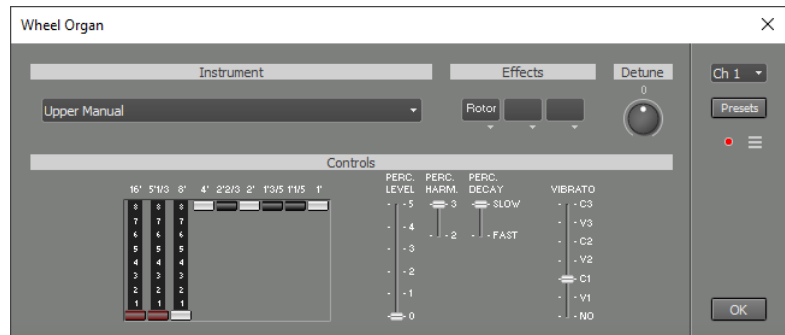 Wheel Organ
Instrument Effects Detune Ch 1
0
Upper Manual Rotor Presets
Controls
PERC. LEVEL PERC. HARM. PERC. DECAY VIBRATO
16' 5'1/3 8' 4' 2'2/3 2' 1'3/5 1'1/5 1'
8 8 8 5 3 SLOW C3
7 7 7 4 V3
6 6 6 2 FAST C2
5 5 5 3
4 4 4 V2
3 3 3 2 C1
2 2 2
1 1 1 1 V1
0 NO
OK